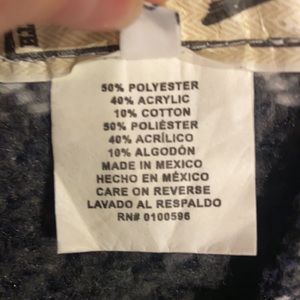 50% POLYESTER
40% ACRYLIC
10% COTTON
50% POLIÉSTER
40% ACRÍLICO
10% ALGODÓN
MADE IN MEXICO
HECHO EN MEXICO
CARE ON REVERSE
LAVADO AL RESPALDO
RN# 0100596